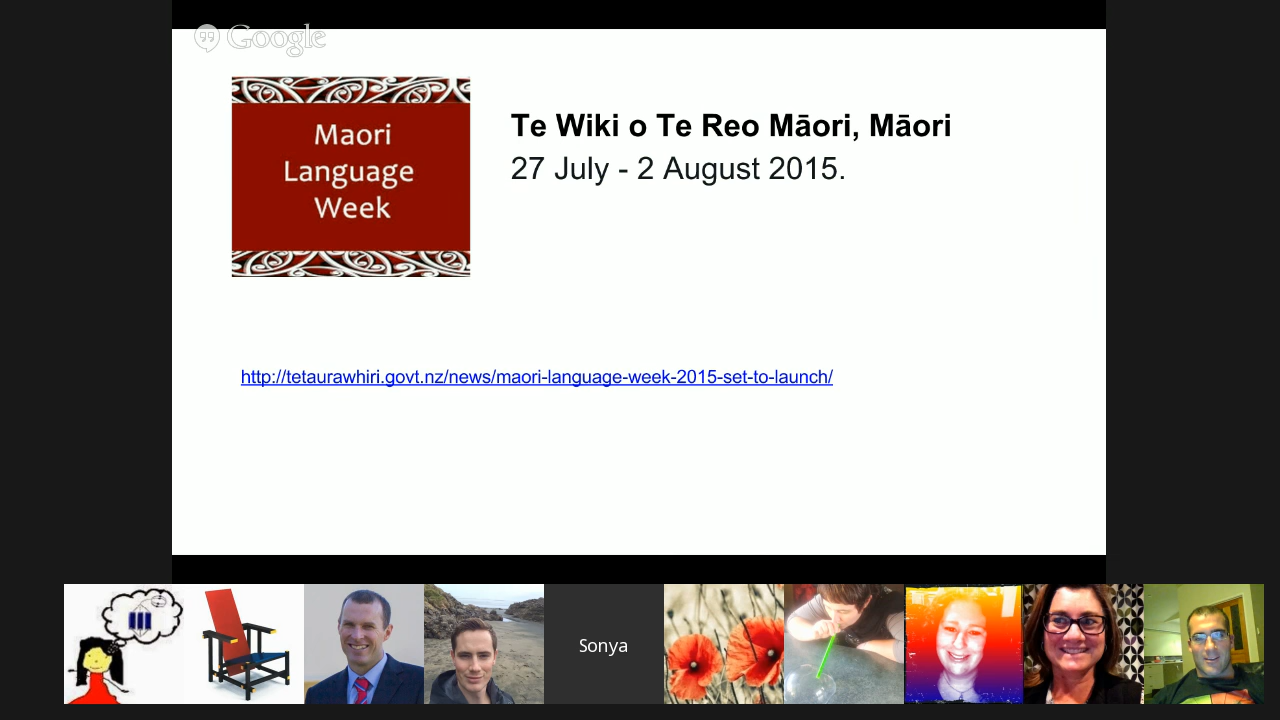 Google
Maori
Language
Week
Te Wiki o Te Reo Māori, Māori
27 July - 2 August 2015.
http://tetaurawhiri.govt.nz/news/maori-language-week-2015-set-to-launch/
Sonya